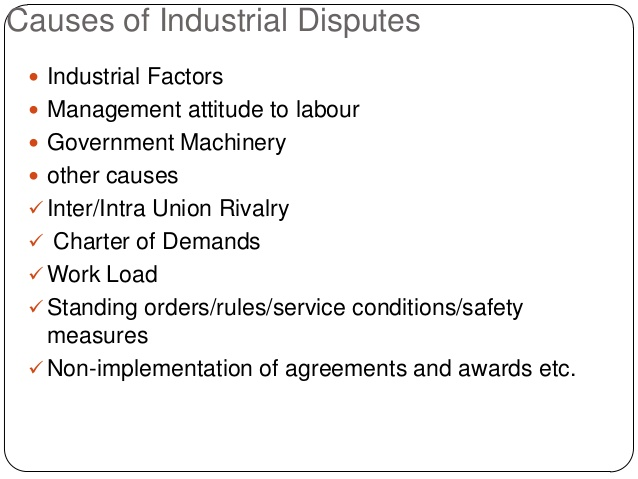 Causes of Industrial Disputes
• Industrial Factors
• Management attitude to labour
• Government Machinery
• other causes
✓ Inter/Intra Union Rivalry
✓ Charter of Demands
✓ Work Load
✓ Standing orders/rules/service conditions/safety
measures
✓ Non-implementation of agreements and awards etc.